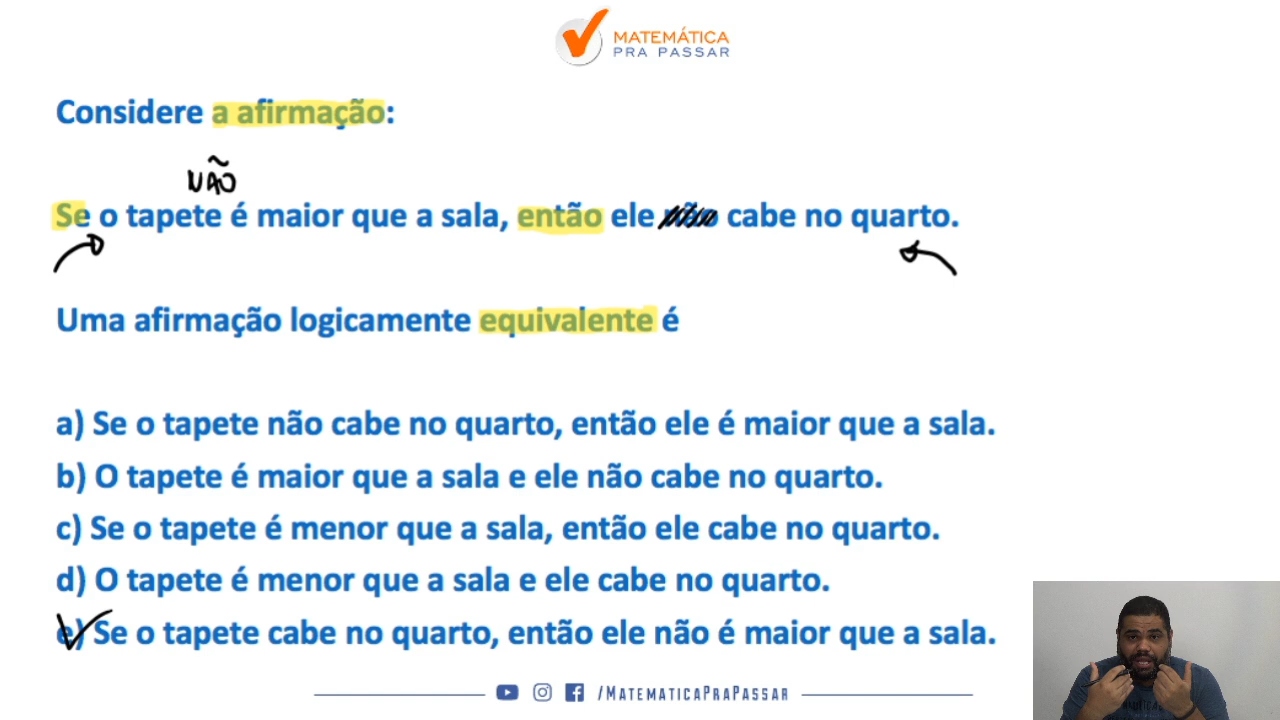 MATEMÁTICA
PRA PASSAR
Considere a afirmação:
NÃO
Se o tapete é maior que a sala, então ele não cabe no quarto.
Uma afirmação logicamente equivalente é
a) Se o tapete não cabe no quarto, então ele é maior que a sala.
b) O tapete é maior que a sala e ele não cabe no quarto.
c) Se o tapete é menor que a sala, então ele cabe no quarto.
d) O tapete é menor que a sala e ele cabe no quarto.
e) Se o tapete cabe no quarto, então ele não é maior que a sala.
/MATEMATICAPRAPASSAR